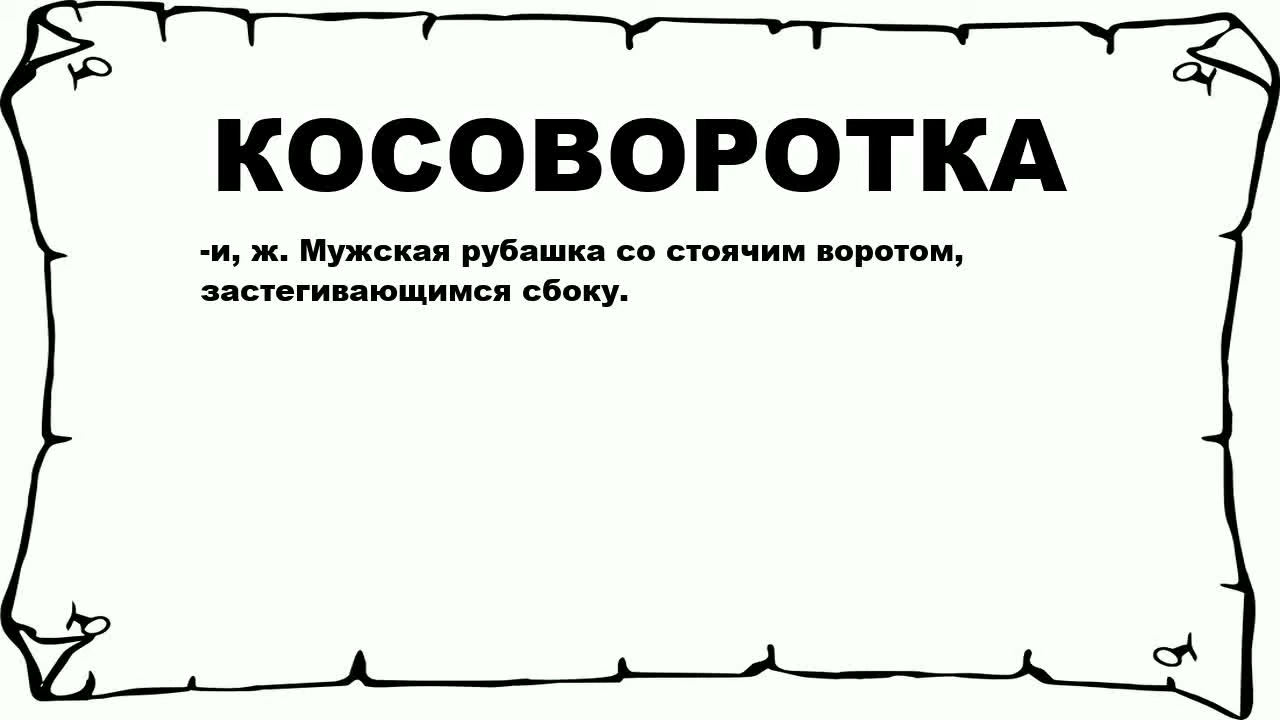 КОСОВОРОТКА
-и, ж. Мужская рубашка со стоячим воротом,
застегивающимся сбоку.